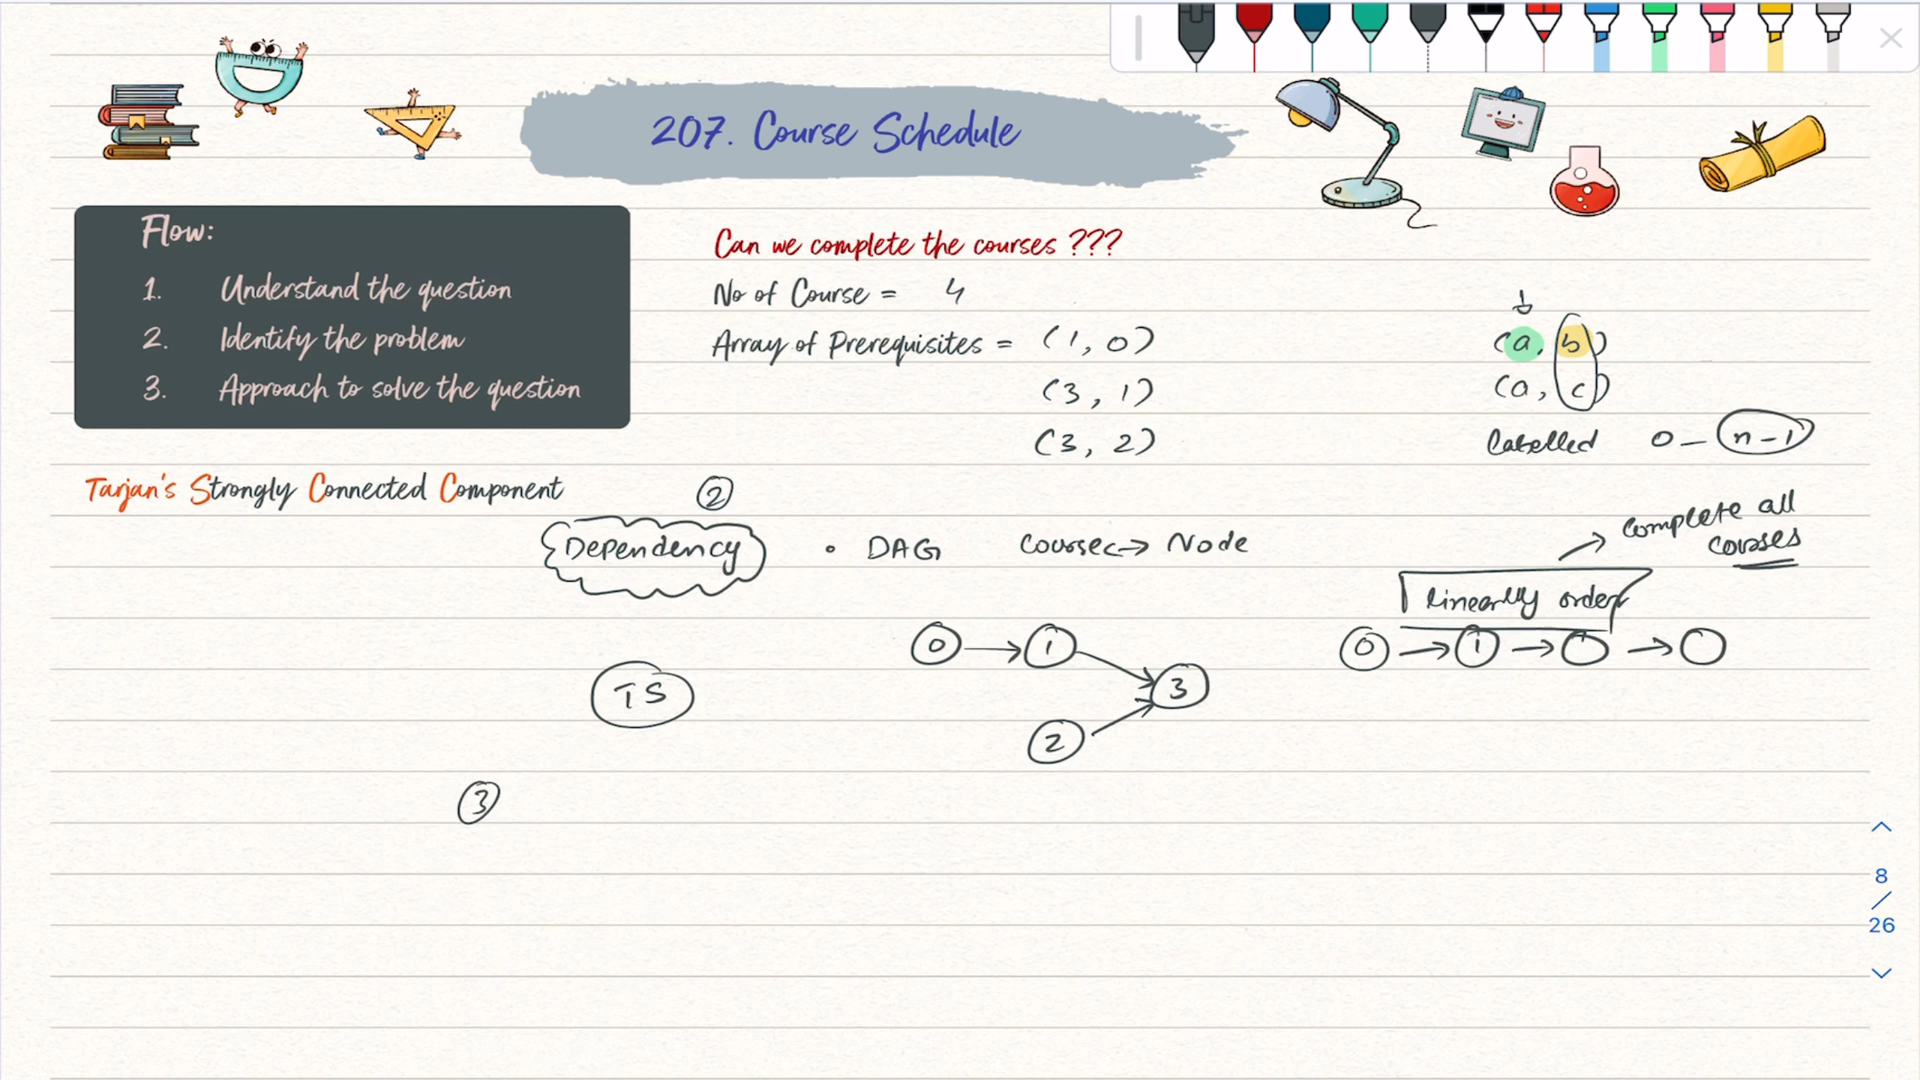 207. Course Schedule
Flow:
1. Understand the question
2. Identify the problem
3. Approach to solve the question
Can we complete the courses ???
No of Course = 4
Array of Prerequisites = (1, 0)
(3, 1)
(3, 2)
(a, b)
(a, c)
Labelled 0 - n-1
Tarjan's Strongly Connected Component
2
Dependency
• DAG
Course → Node
→ complete all
courses
linearly order
0 → 1 → 3
2
0 → 1 → →
TS
3
8
/
26